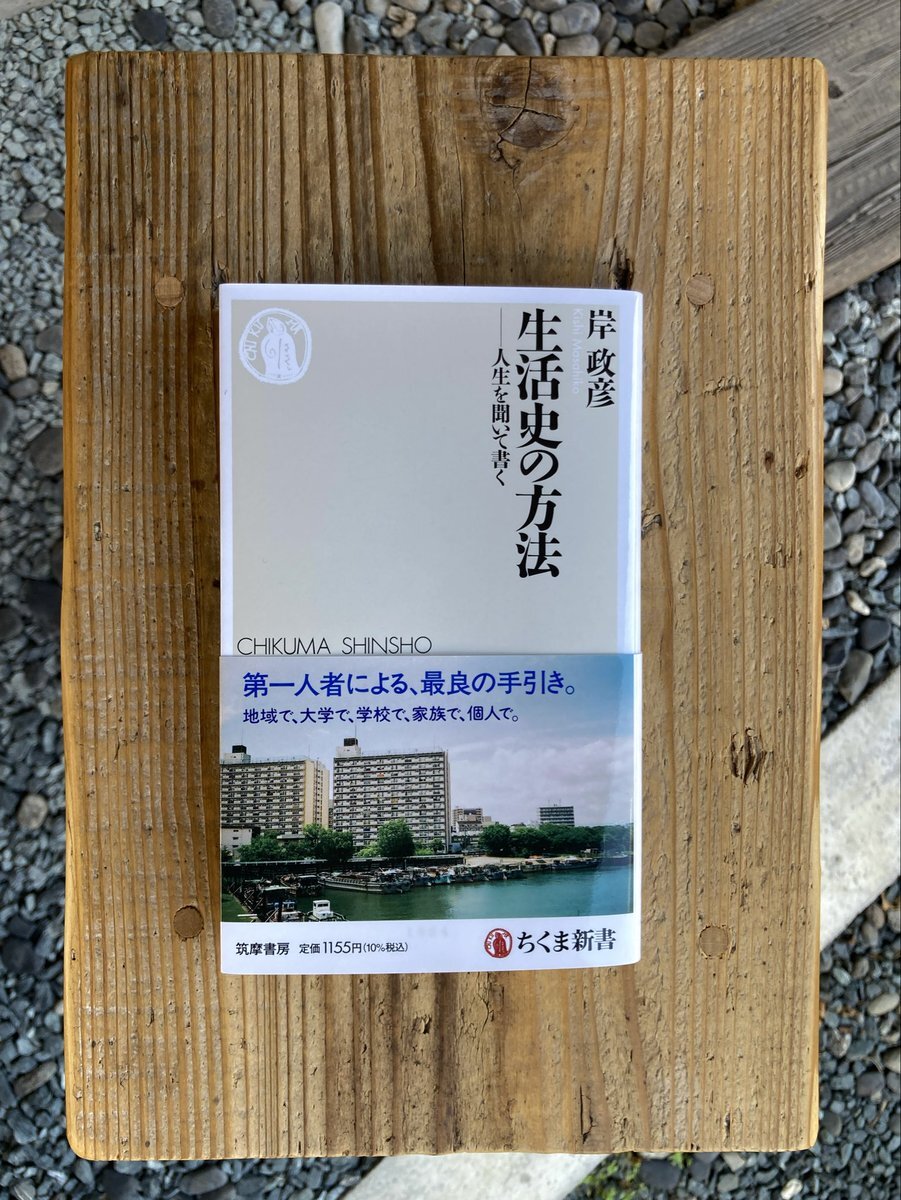 岸 政彦
Kishi Masahiko
生活史の方法
——人生を聞いて書く
CHIKUMA
CHIKUMA SHINSHO
第一人者による、最良の手引き。
地域で、大学で、学校で、家族で、個人で。
筑摩書房 定価1155円(10%税込)
ちくま新書